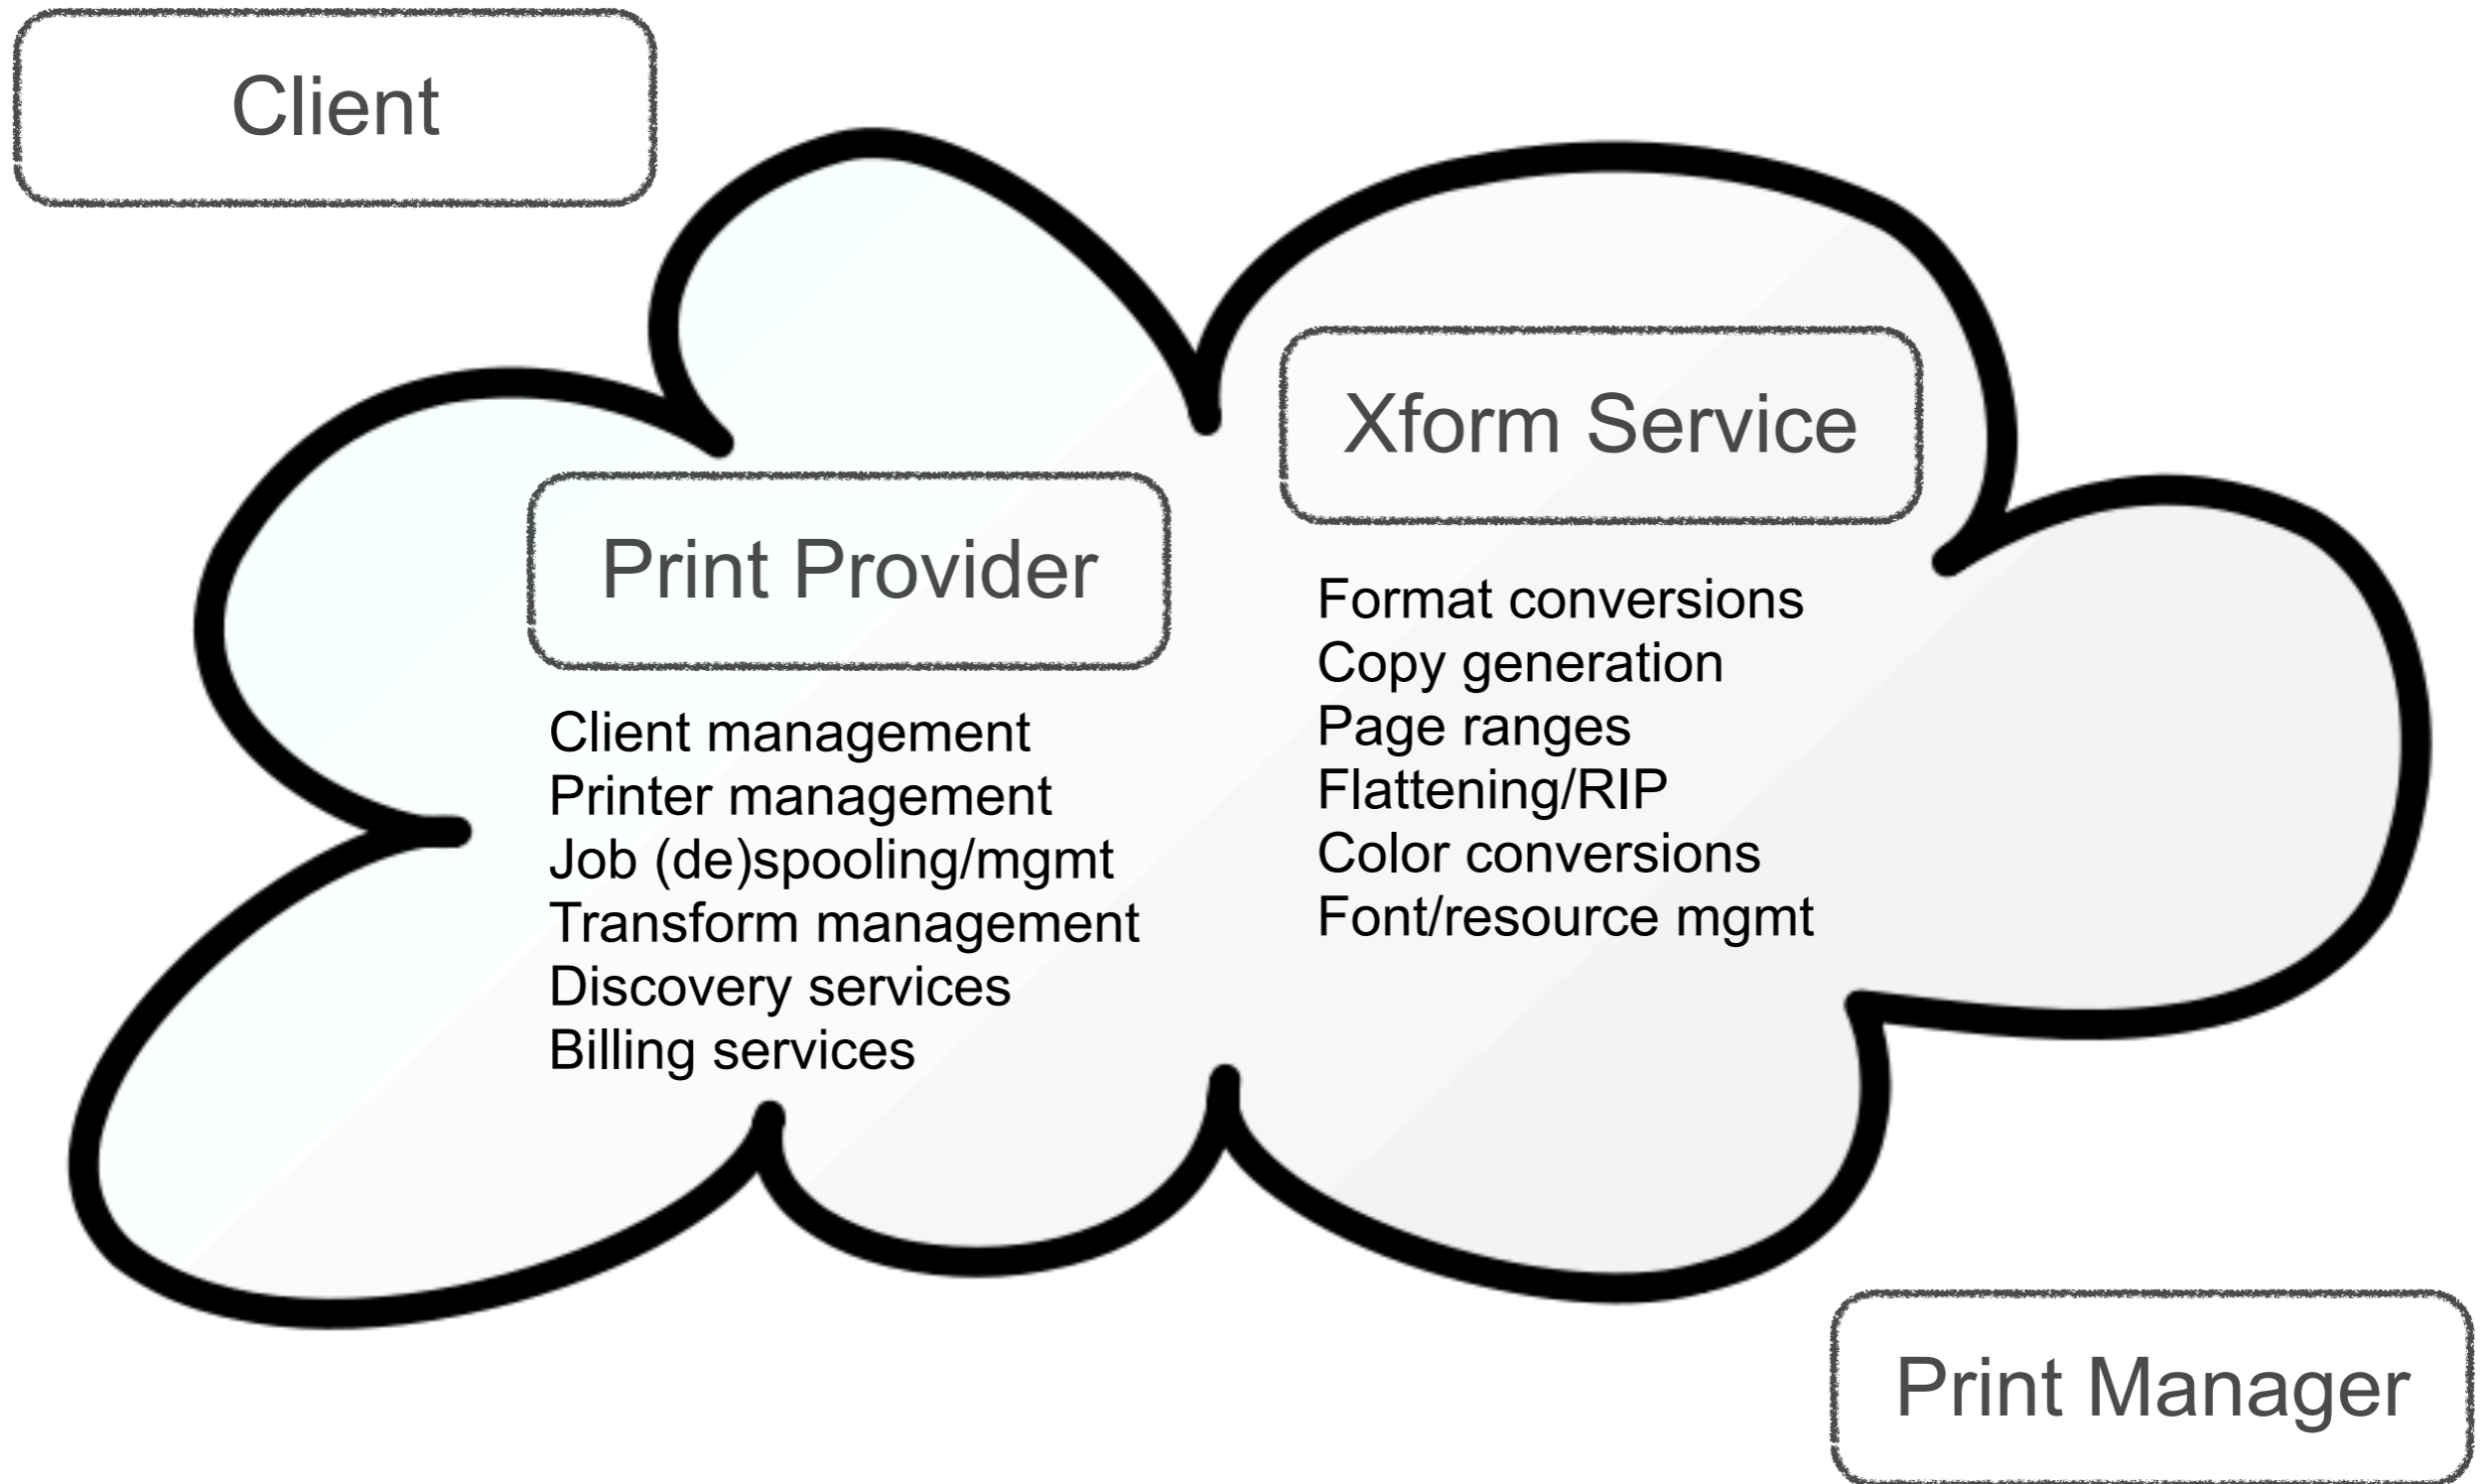 Client
Xform Service
Print Provider
Format conversions
Copy generation
Page ranges
Flattening/RIP
Color conversions
Font/resource mgmt
Client management
Printer management
Job (de)spooling/mgmt
Transform management
Discovery services
Billing services
Print Manager